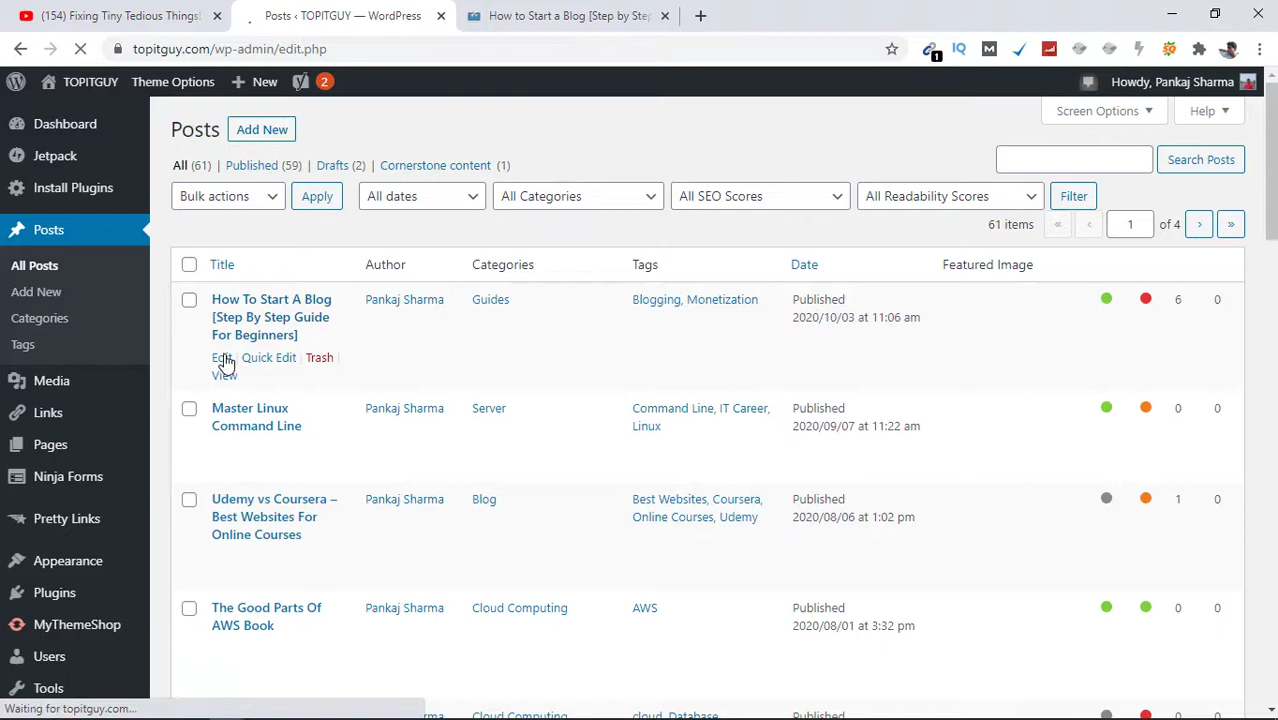 (154) Fixing Tiny Tedious Things!
Posts ‹ TOPITGUY — WordPress
How to Start a Blog [Step by Step
topitguy.com/wp-admin/edit.php
1
TOPITGUY
Theme Options
New
2
Howdy, Pankaj Sharma
Dashboard
Jetpack
Install Plugins
Posts
All Posts
Add New
Categories
Tags
Media
Links
Pages
Ninja Forms
Pretty Links
Appearance
Plugins
MyThemeShop
Users
Tools
Posts
Add New
Screen Options
Help
All (61) | Published (59) | Drafts (2) | Cornerstone content (1)
Search Posts
Bulk actions
Apply
All dates
All Categories
All SEO Scores
All Readability Scores
Filter
61 items « ‹ 1 of 4 › »
Title Author Categories Tags Date Featured Image
How To Start A Blog
[Step By Step Guide
For Beginners]
Edit | Quick Edit | Trash |
View
Pankaj Sharma
Guides
Blogging, Monetization
Published
2020/10/03 at 11:06 am
6
0
Master Linux
Command Line
Pankaj Sharma
Server
Command Line, IT Career,
Linux
Published
2020/09/07 at 11:22 am
0
0
Udemy vs Coursera –
Best Websites For
Online Courses
Pankaj Sharma
Blog
Best Websites, Coursera,
Online Courses, Udemy
Published
2020/08/06 at 1:02 pm
1
0
The Good Parts Of
AWS Book
Pankaj Sharma
Cloud Computing
AWS
Published
2020/08/01 at 3:32 pm
0
0
Cloud Computing
cloud, Database
Waiting for topitguy.com...